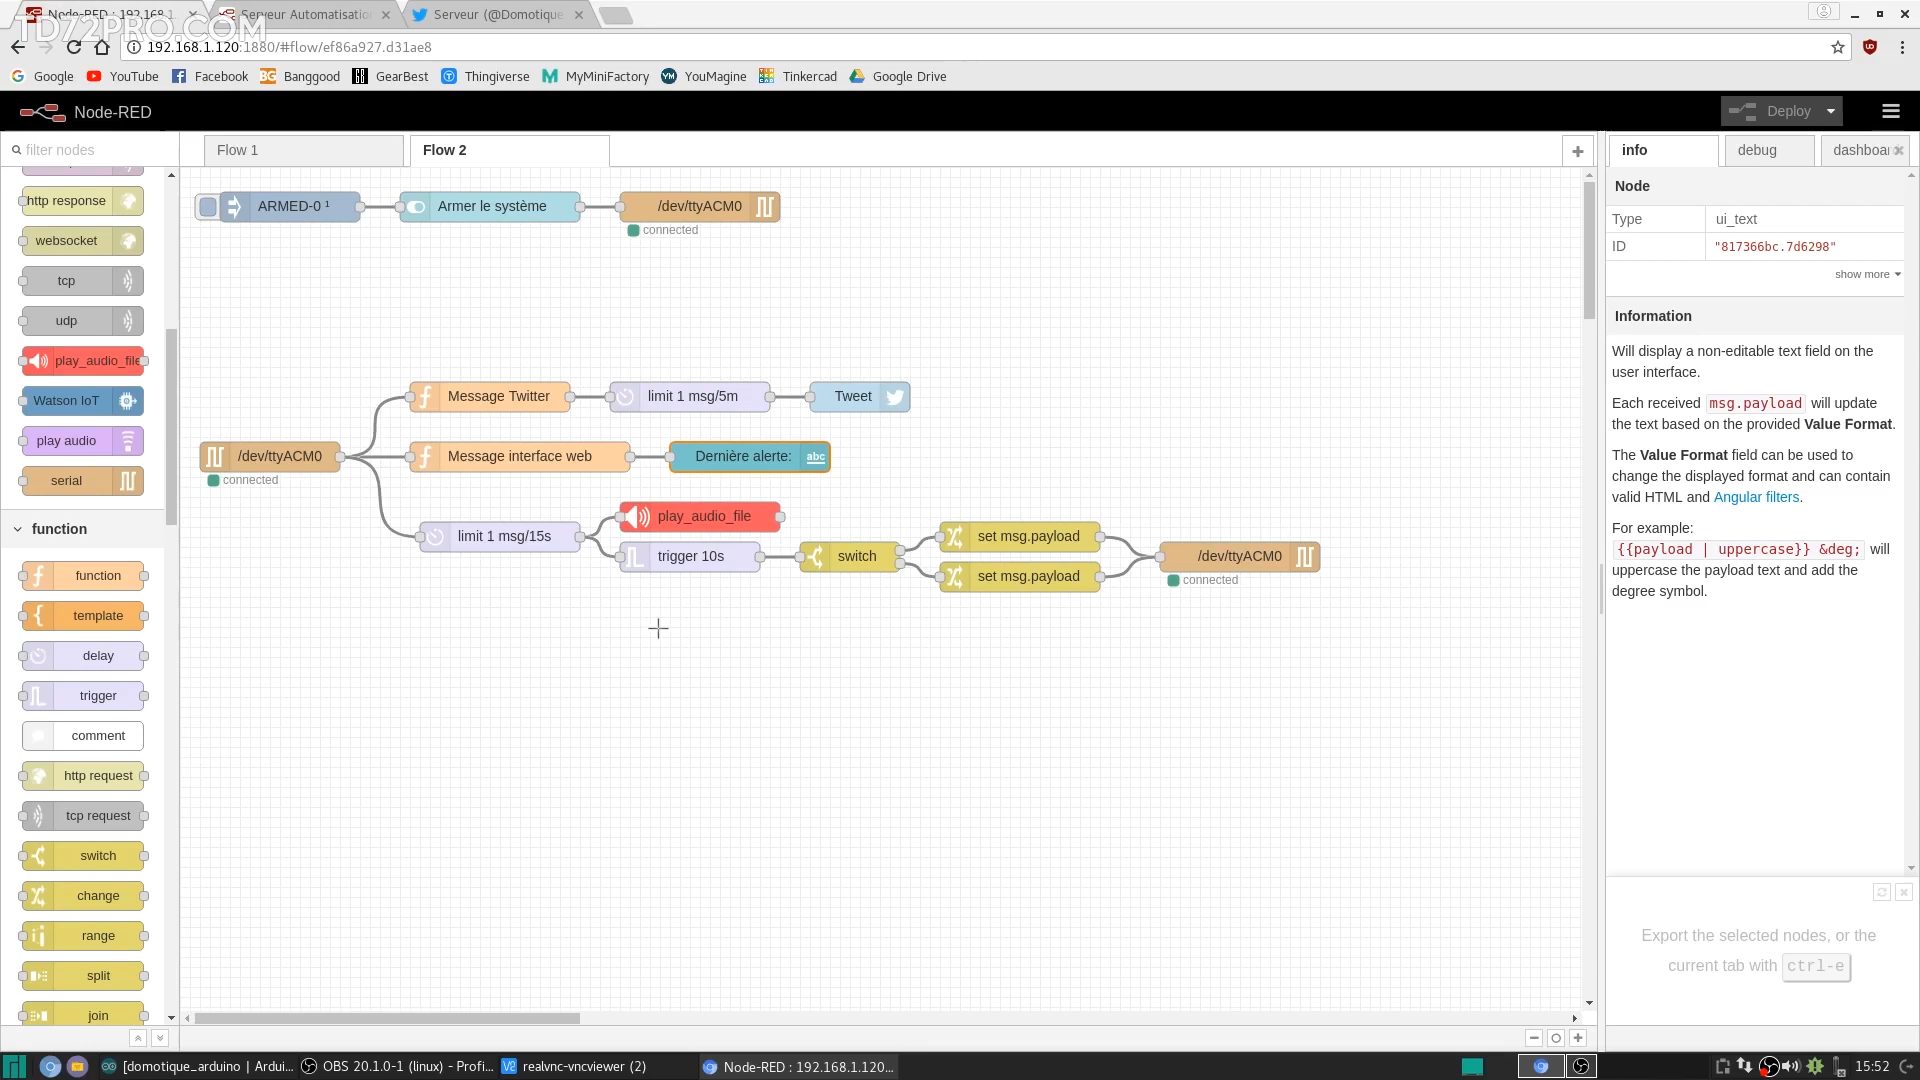 Node-RED : 192.168.1.
Serveur Automatisatio
Serveur (@Domotique
TD72PRO.COM
192.168.1.120:1880/#flow/ef86a927.d31ae8
Google
YouTube
Facebook
BG Banggood
GearBest
Thingiverse
MyMiniFactory
YM YouMagine
Tinkercad
Google Drive
Node-RED
Deploy
filter nodes
Flow 1
Flow 2
info
debug
dashboar
http response
websocket
tcp
udp
play_audio_file
Watson IoT
play audio
serial
function
function
template
delay
trigger
comment
http request
tcp request
switch
change
range
split
join
ARMED-0 ¹
Armer le système
/dev/ttyACM0
connected
Message Twitter
limit 1 msg/5m
Tweet
/dev/ttyACM0
connected
Message interface web
Dernière alerte:
abc
limit 1 msg/15s
play_audio_file
trigger 10s
switch
set msg.payload
set msg.payload
/dev/ttyACM0
connected
Node
Type
ui_text
ID
"817366bc.7d6298"
show more
Information
Will display a non-editable text field on the
user interface.
Each received msg.payload will update
the text based on the provided Value Format.
The Value Format field can be used to
change the displayed format and can contain
valid HTML and Angular filters.
For example:
{{payload | uppercase}} &deg; will
uppercase the payload text and add the
degree symbol.
Export the selected nodes, or the
current tab with ctrl-e
[domotique_arduino | Ardui...
OBS 20.1.0-1 (linux) - Profi...
realvnc-vncviewer (2)
Node-RED : 192.168.1.120...
15:52